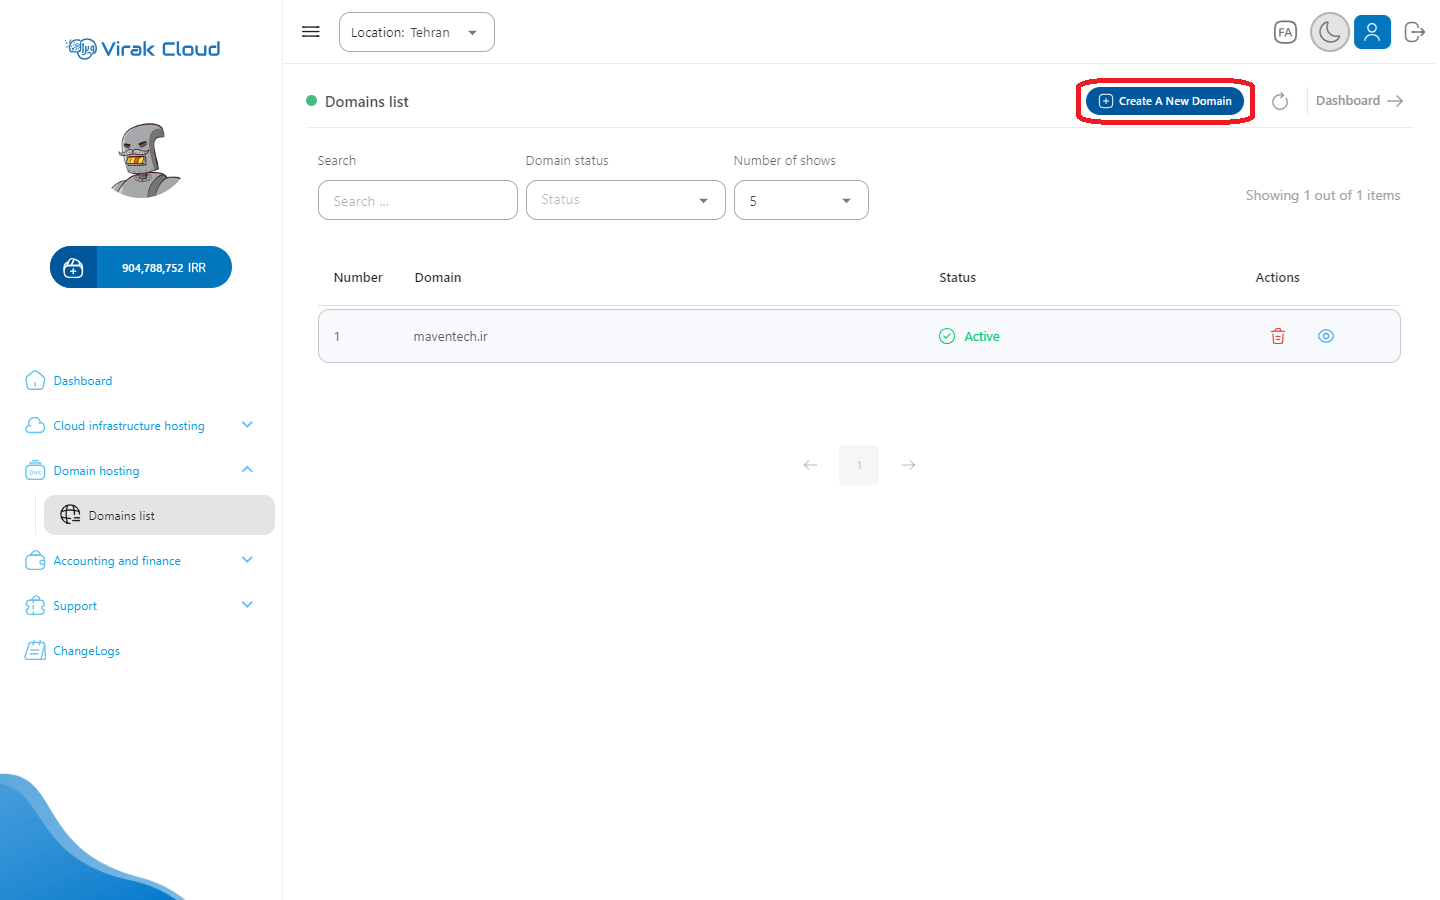 Virak Cloud
Location: Tehran
FA
Domains list
Create A New Domain
Dashboard
Search
Domain status
Number of shows
Search ...
Status
5
Showing 1 out of 1 items
904,788,752 IRR
Number
Domain
Status
Actions
1
maventech.ir
Active
Dashboard
Cloud infrastructure hosting
Domain hosting
DNS
Domains list
Accounting and finance
Support
ChangeLogs
1